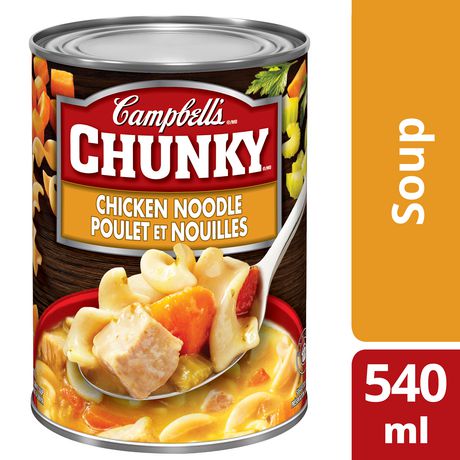 Campbell's
CHUNKY
CHICKEN NOODLE
POULET ET NOUILLES
Soup
540
ml